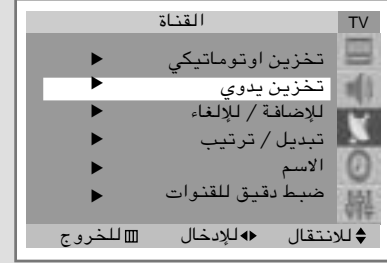 TV القناة
تخزين اوتوماتيكي
تخزين يدوي
للإضافة / للإلغاء
تبديل / ترتيب
الاسم
ضبط دقيق للقنوات
للانتقال للإدخال للخروج